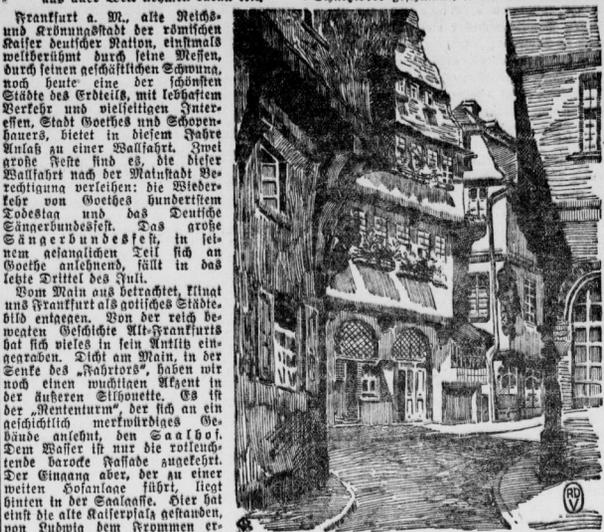 Frankfurt a. M., alte Reichs-
und Krönungsstadt der römischen
Kaiser deutscher Nation, einstmals
weltberühmt durch seine Messen,
durch seinen geschäftlichen Schwung,
noch heute eine der schönsten
Städte des Erdteils, mit lebhaftem
Verkehr und vielseitigen Inter-
essen, Stadt Goethes und Schopen-
hauers, bietet in diesem Jahre
Anlaß zu einer Wallfahrt. Zwei
große Feste sind es, die dieser
Wallfahrt nach der Mainstadt Be-
rechtigung verleihen: die Wieder-
kehr von Goethes hundertstem
Todestag und das Deutsche
Sängerbundesfest. Das große
Sängerbundesfest, in sei-
nem gesanglichen Teil sich an
Goethe anlehnend, fällt in das
letzte Drittel des Juli.
Vom Main aus betrachtet, klingt
uns Frankfurt als gotisches Städte-
bild entgegen. Von der reich be-
wegten Geschichte Alt-Frankfurts
hat sich vieles in sein Antlitz ein-
gegraben. Dicht am Main, in der
Senke des „Fahrtors“, haben wir
noch einen wuchtigen Akzent in
der äußeren Silhouette. Es ist
der „Rententurm“, der sich an ein
geschichtlich merkwürdiges Ge-
bäude anlehnt, den Saalhof.
Dem Wasser ist nur die rotleuch-
tende barocke Fassade zugekehrt.
Der Eingang aber, der zu einer
weiten Hofanlage führt, liegt
hinten in der Saalgasse. Hier hat
einst die alte Kaiserpfalz gestanden,
von Ludwig dem Frommen er-
RDV